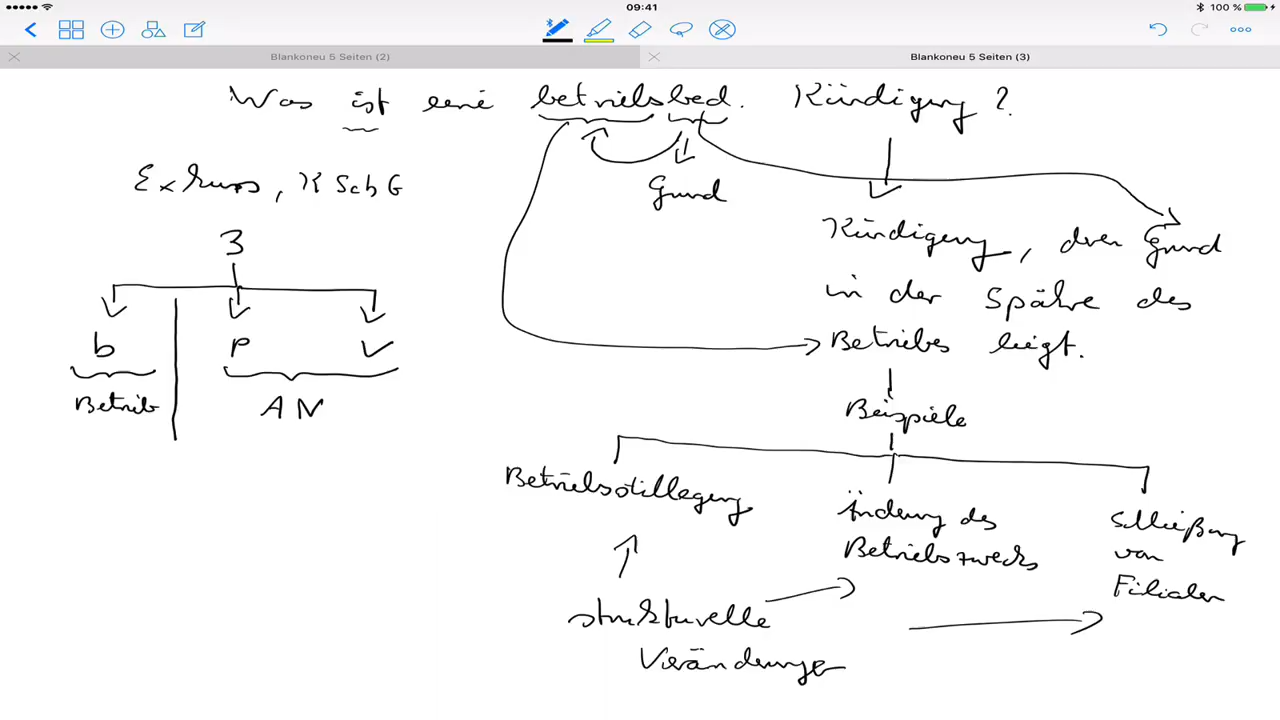 09:41
100 %
Blankoneu 5 Seiten (2)
Blankoneu 5 Seiten (3)
Was ist eine betriebsbed. Kündigung?
Exkurs, KSchG
3
b
P
V
Betrieb
AN
Grund
Kündigung, deren Grund
in der Spähre des
Betriebes liegt.
Beispiele
Betriebsstillegung
Änderung des
Betriebszwecks
Schließung
von
Filialen
strukturelle
Veränderungen